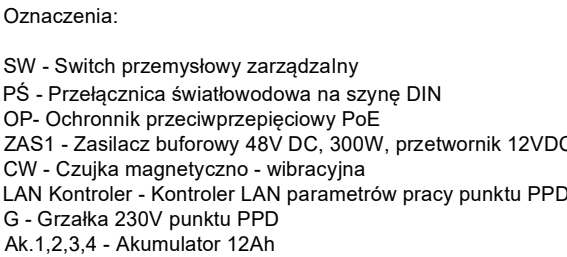 Oznaczenia:
SW - Switch przemysłowy zarządzalny
PŚ - Przełącznica światłowodowa na szynę DIN
OP- Ochronnik przeciwprzepięciowy PoE
ZAS1 - Zasilacz buforowy 48V DC, 300W, przetwornik 12VDC
CW - Czujka magnetyczno - wibracyjna
LAN Kontroler - Kontroler LAN parametrów pracy punktu PPD
G - Grzałka 230V punktu PPD
Ak.1,2,3,4 - Akumulator 12Ah